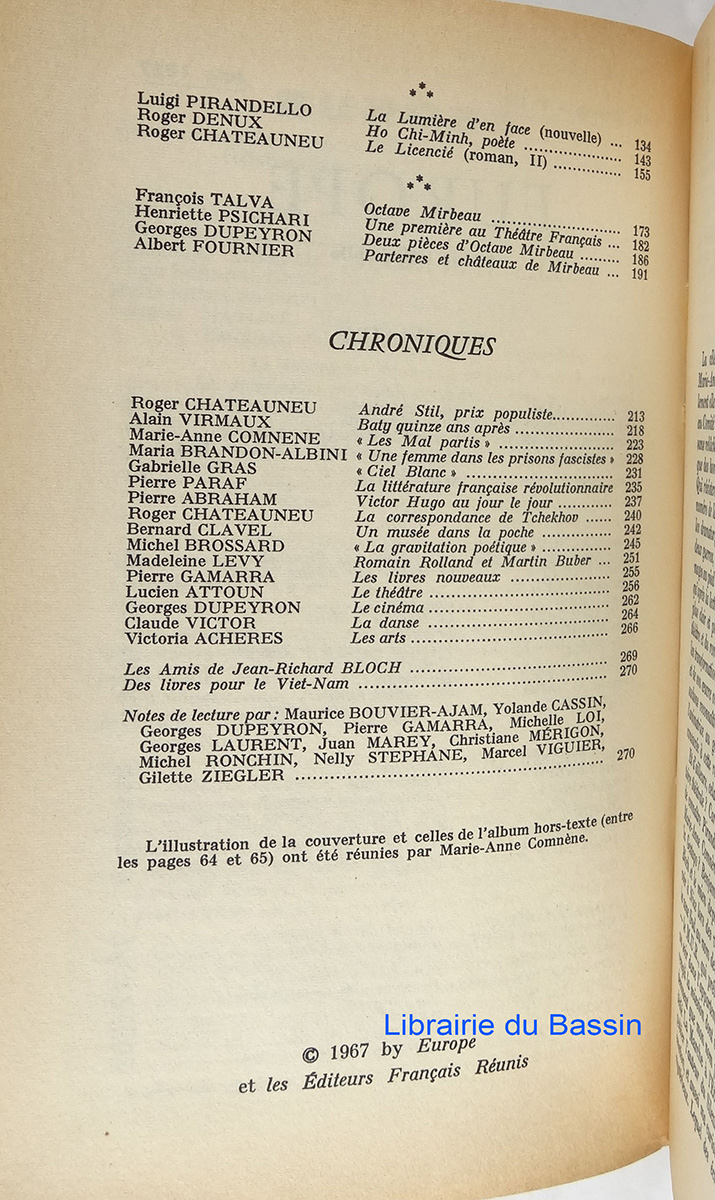 Luigi PIRANDELLO La Lumière d'en face (nouvelle) ... 134
Roger DENUX Ho Chi-Minh, poète ........................ 143
Roger CHATEAUNEU Le Licencié (roman, II) ................ 155
François TALVA Octave Mirbeau ........................ 173
Henriette PSICHARI Une première au Théâtre Français ... 182
Georges DUPEYRON Deux pièces d'Octave Mirbeau ......... 186
Albert FOURNIER Parterres et châteaux de Mirbeau ... 191
CHRONIQUES
Roger CHATEAUNEU André Stil, prix populiste............. 213
Alain VIRMAUX Baty quinze ans après ................ 218
Marie-Anne COMNENE « Les Mal partis » ..................... 223
Maria BRANDON-ALBINI « Une femme dans les prisons fascistes » 228
Gabrielle GRAS « Ciel Blanc » .......................... 231
Pierre PARAF La littérature française révolutionnaire 235
Pierre ABRAHAM Victor Hugo au jour le jour ............ 237
Roger CHATEAUNEU La correspondance de Tchekhov ...... 240
Bernard CLAVEL Un musée dans la poche ............... 242
Michel BROSSARD « La gravitation poétique » ............... 245
Madeleine LEVY Romain Rolland et Martin Buber ... 251
Pierre GAMARRA Les livres nouveaux .................. 255
Lucien ATTOUN Le théâtre ............................ 256
Georges DUPEYRON Le cinéma ............................ 262
Claude VICTOR La danse ............................ 264
Victoria ACHERES Les arts ............................ 266
Les Amis de Jean-Richard BLOCH .............................. 269
Des livres pour le Viet-Nam .................................... 270
Notes de lecture par : Maurice BOUVIER-AJAM, Yolande CASSIN,
Georges DUPEYRON, Pierre GAMARRA, Michelle LOI,
Georges LAURENT, Juan MAREY, Christiane MÉRIGON,
Michel RONCHIN, Nelly STEPHANE, Marcel VIGUIER,
Gilette ZIEGLER .............................................. 270
L'illustration de la couverture et celles de l'album hors-texte (entre
les pages 64 et 65) ont été réunies par Marie-Anne Comnène.
Librairie du Bassin
© 1967 by Europe
et les Éditeurs Français Réunis